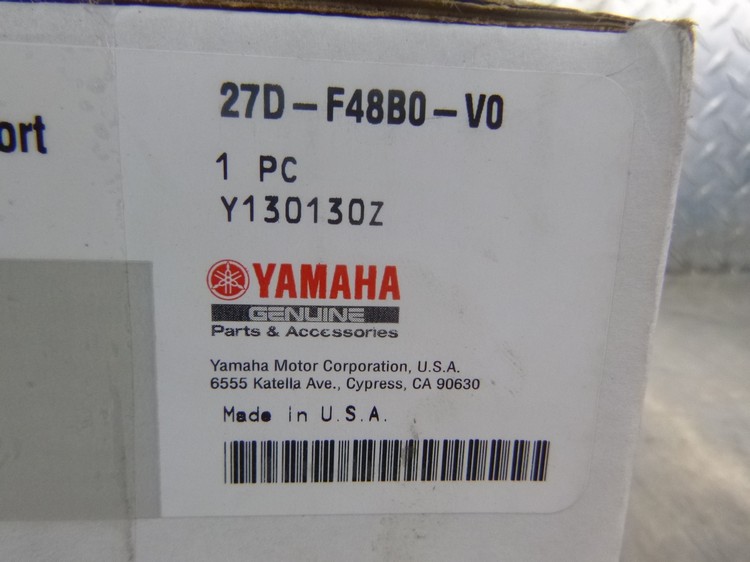 27D-F48B0-V0
ort
1 PC
Y130130Z
YAMAHA
GENUINE
Parts & Accessories
Yamaha Motor Corporation, U.S.A.
6555 Katella Ave., Cypress, CA 90630
Made in U.S.A.